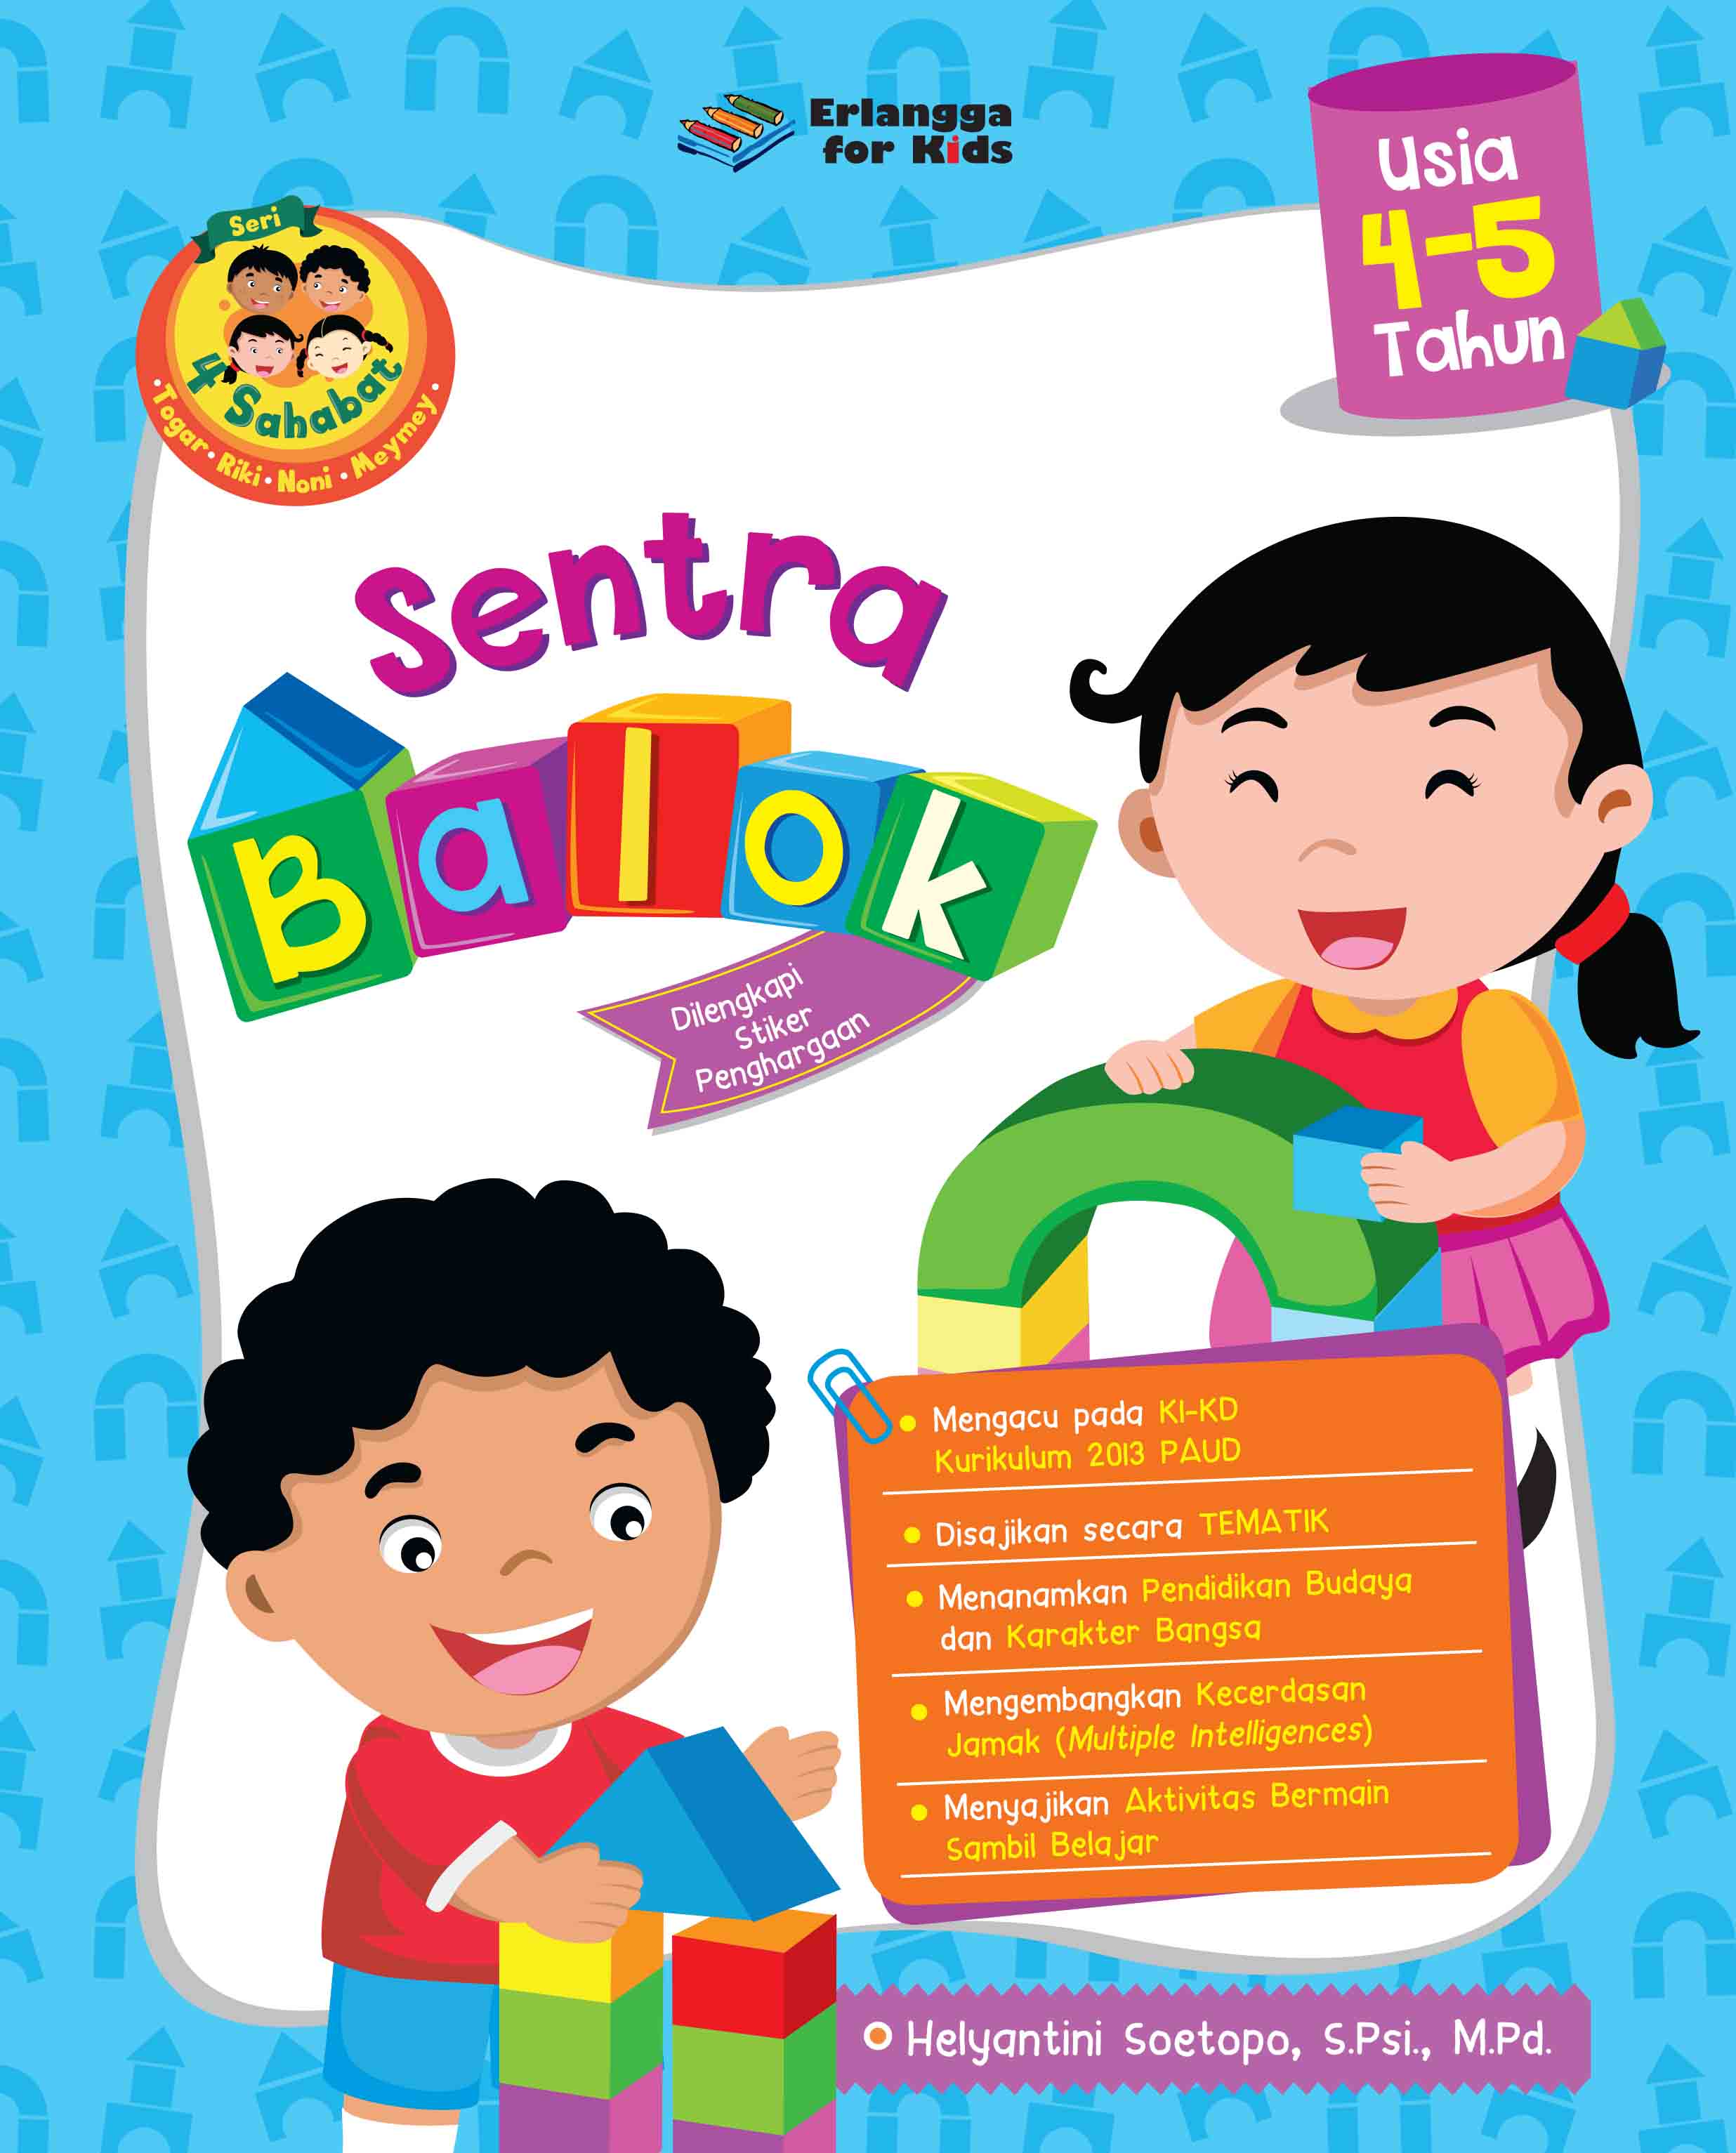 Erlangga
for Kids
Usia
4-5
Tahun
Seri
4 Sahabat
• Togar • Riki • Noni • Meymey •
Sentra
Balok
Dilengkapi
Stiker
Penghargaan
• Mengacu pada KI-KD
Kurikulum 2013 PAUD
• Disajikan secara TEMATIK
• Menanamkan Pendidikan Budaya
dan Karakter Bangsa
• Mengembangkan Kecerdasan
Jamak (Multiple Intelligences)
• Menyajikan Aktivitas Bermain
Sambil Belajar
Helyantini Soetopo, S.Psi., M.Pd.